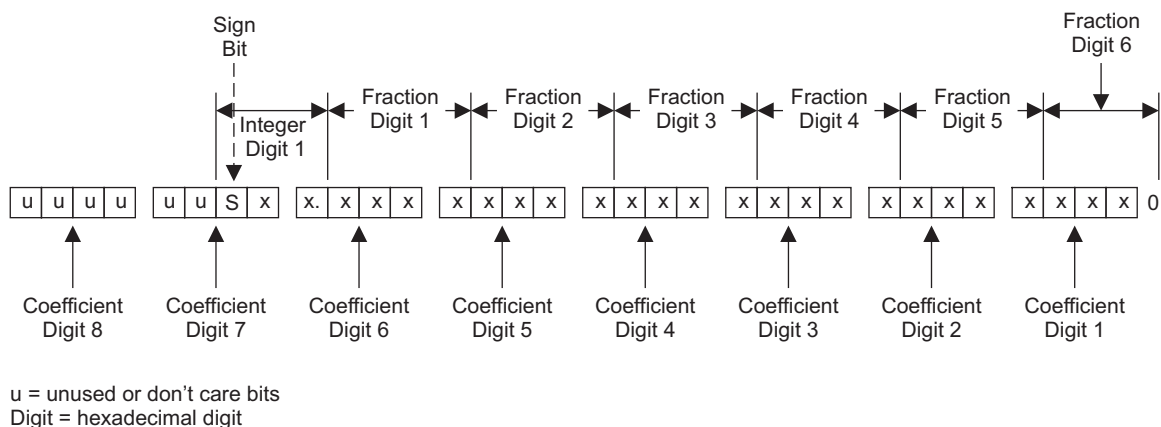 Sign
Bit
Fraction
Digit 6
Integer
Digit 1
Fraction
Digit 1
Fraction
Digit 2
Fraction
Digit 3
Fraction
Digit 4
Fraction
Digit 5
u u u u u u S x x. x x x x x x x x x x x x x x x x x x x x x x x 0
Coefficient
Digit 8
Coefficient
Digit 7
Coefficient
Digit 6
Coefficient
Digit 5
Coefficient
Digit 4
Coefficient
Digit 3
Coefficient
Digit 2
Coefficient
Digit 1
u = unused or don’t care bits
Digit = hexadecimal digit